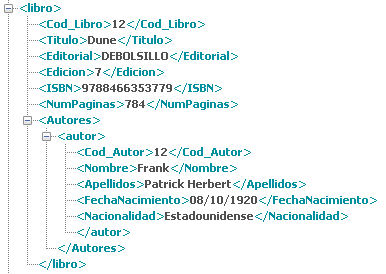 <libro>
<Cod_Libro>12</Cod_Libro>
<Titulo>Dune</Titulo>
<Editorial>DEBOLSILLO</Editorial>
<Edicion>7</Edicion>
<ISBN>9788466353779</ISBN>
<NumPaginas>784</NumPaginas>
<Autores>
<autor>
<Cod_Autor>12</Cod_Autor>
<Nombre>Frank</Nombre>
<Apellidos>Patrick Herbert</Apellidos>
<FechaNacimiento>08/10/1920</FechaNacimiento>
<Nacionalidad>Estadounidense</Nacionalidad>
</autor>
</Autores>
</libro>